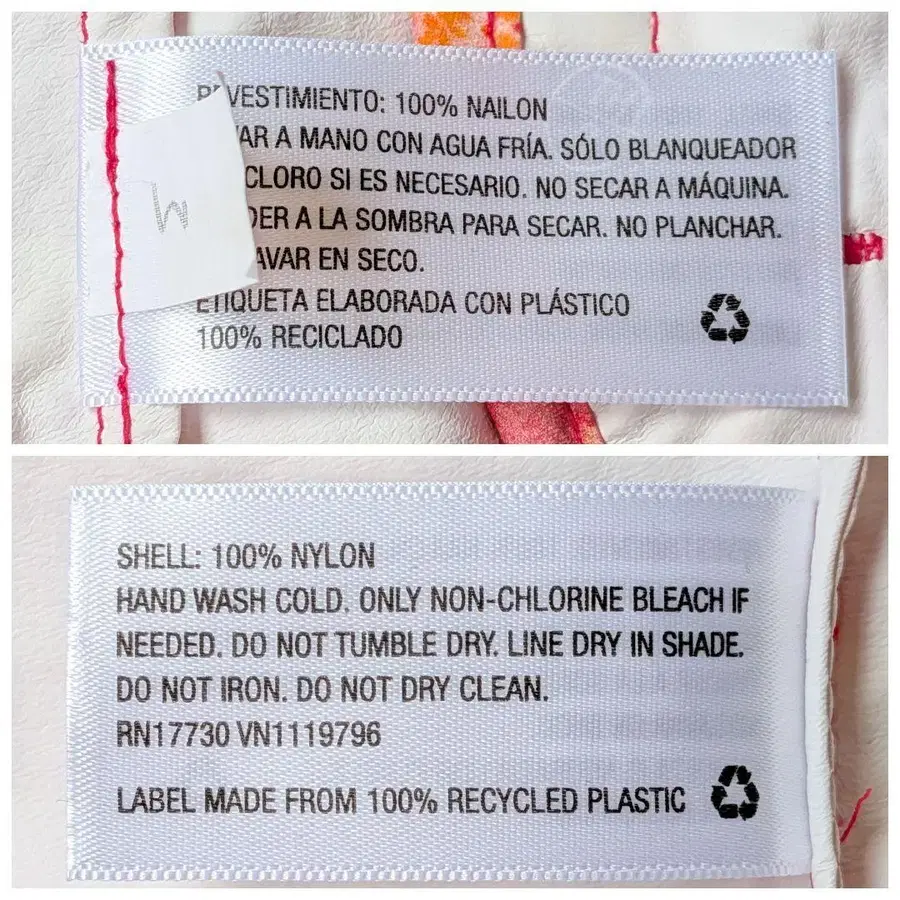 VESTIMIENTO: 100% NAILON
AR A MANO CON AGUA FRÍA. SÓLO BLANQUEADOR
CLORO SI ES NECESARIO. NO SECAR A MÁQUINA.
DER A LA SOMBRA PARA SECAR. NO PLANCHAR.
AVAR EN SECO.
M
ETIQUETA ELABORADA CON PLÁSTICO
100% RECICLADO
SHELL: 100% NYLON
HAND WASH COLD. ONLY NON-CHLORINE BLEACH IF
NEEDED. DO NOT TUMBLE DRY. LINE DRY IN SHADE.
DO NOT IRON. DO NOT DRY CLEAN.
RN17730 VN1119796
LABEL MADE FROM 100% RECYCLED PLASTIC